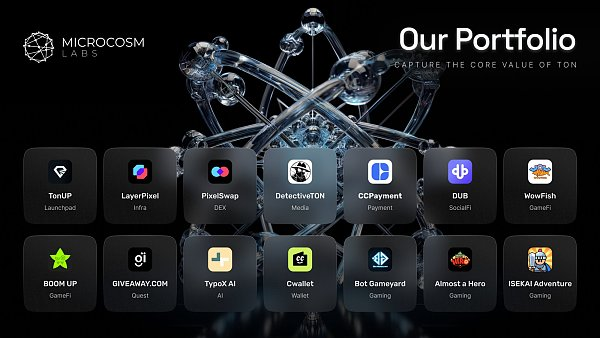 MICROCOSM
LABS
Our Portfolio
CAPTURE THE CORE VALUE OF TON
TonUP
Launchpad
LayerPixel
Infra
PixelSwap
DEX
DetectiveTON
Media
CCPayment
Payment
DUB
SocialFi
WowFish
GameFi
BOOM UP
GameFi
gi
GIVEAWAY.COM
Quest
TypoX AI
AI
cc
Cwallet
Wallet
Bot Gameyard
Gaming
Almost a Hero
Gaming
ISEKAI Adventure
Gaming